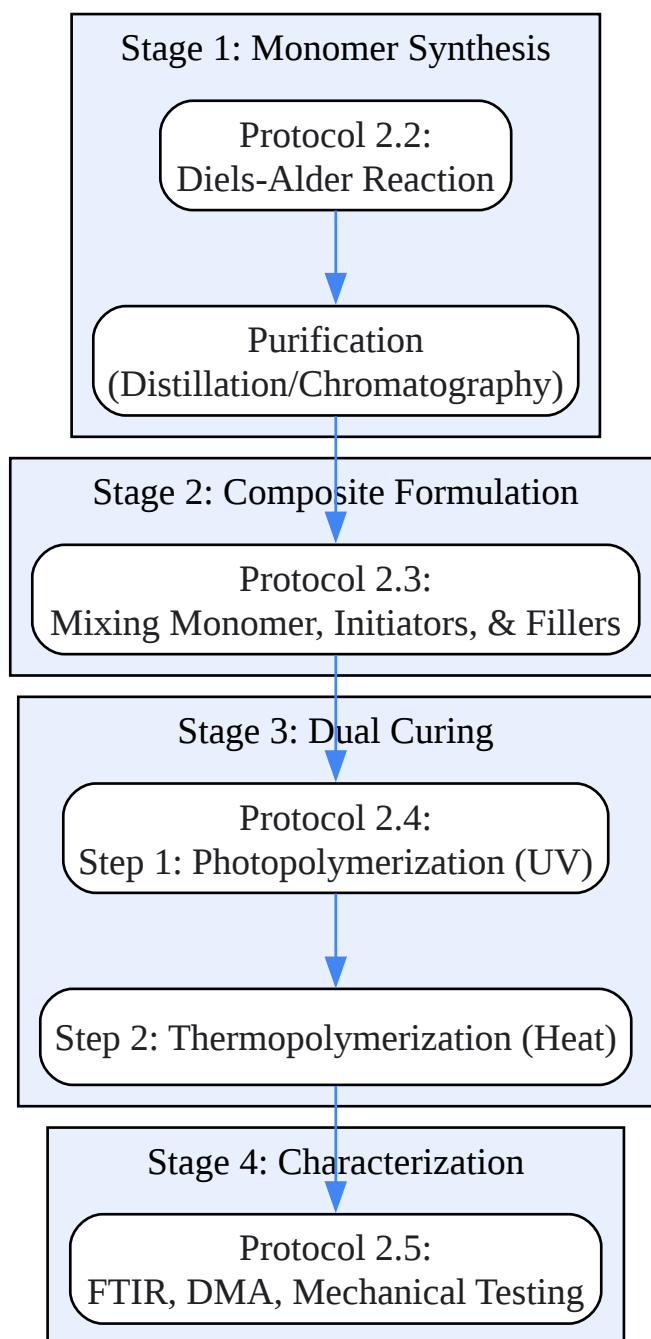 Stage 1: Monomer Synthesis
Protocol 2.2:
Diels-Alder Reaction
Purification
(Distillation/Chromatography)
Stage 2: Composite Formulation
Protocol 2.3:
Mixing Monomer, Initiators, & Fillers
Stage 3: Dual Curing
Protocol 2.4:
Step 1: Photopolymerization (UV)
Step 2: Thermopolymerization (Heat)
Stage 4: Characterization
Protocol 2.5:
FTIR, DMA, Mechanical Testing